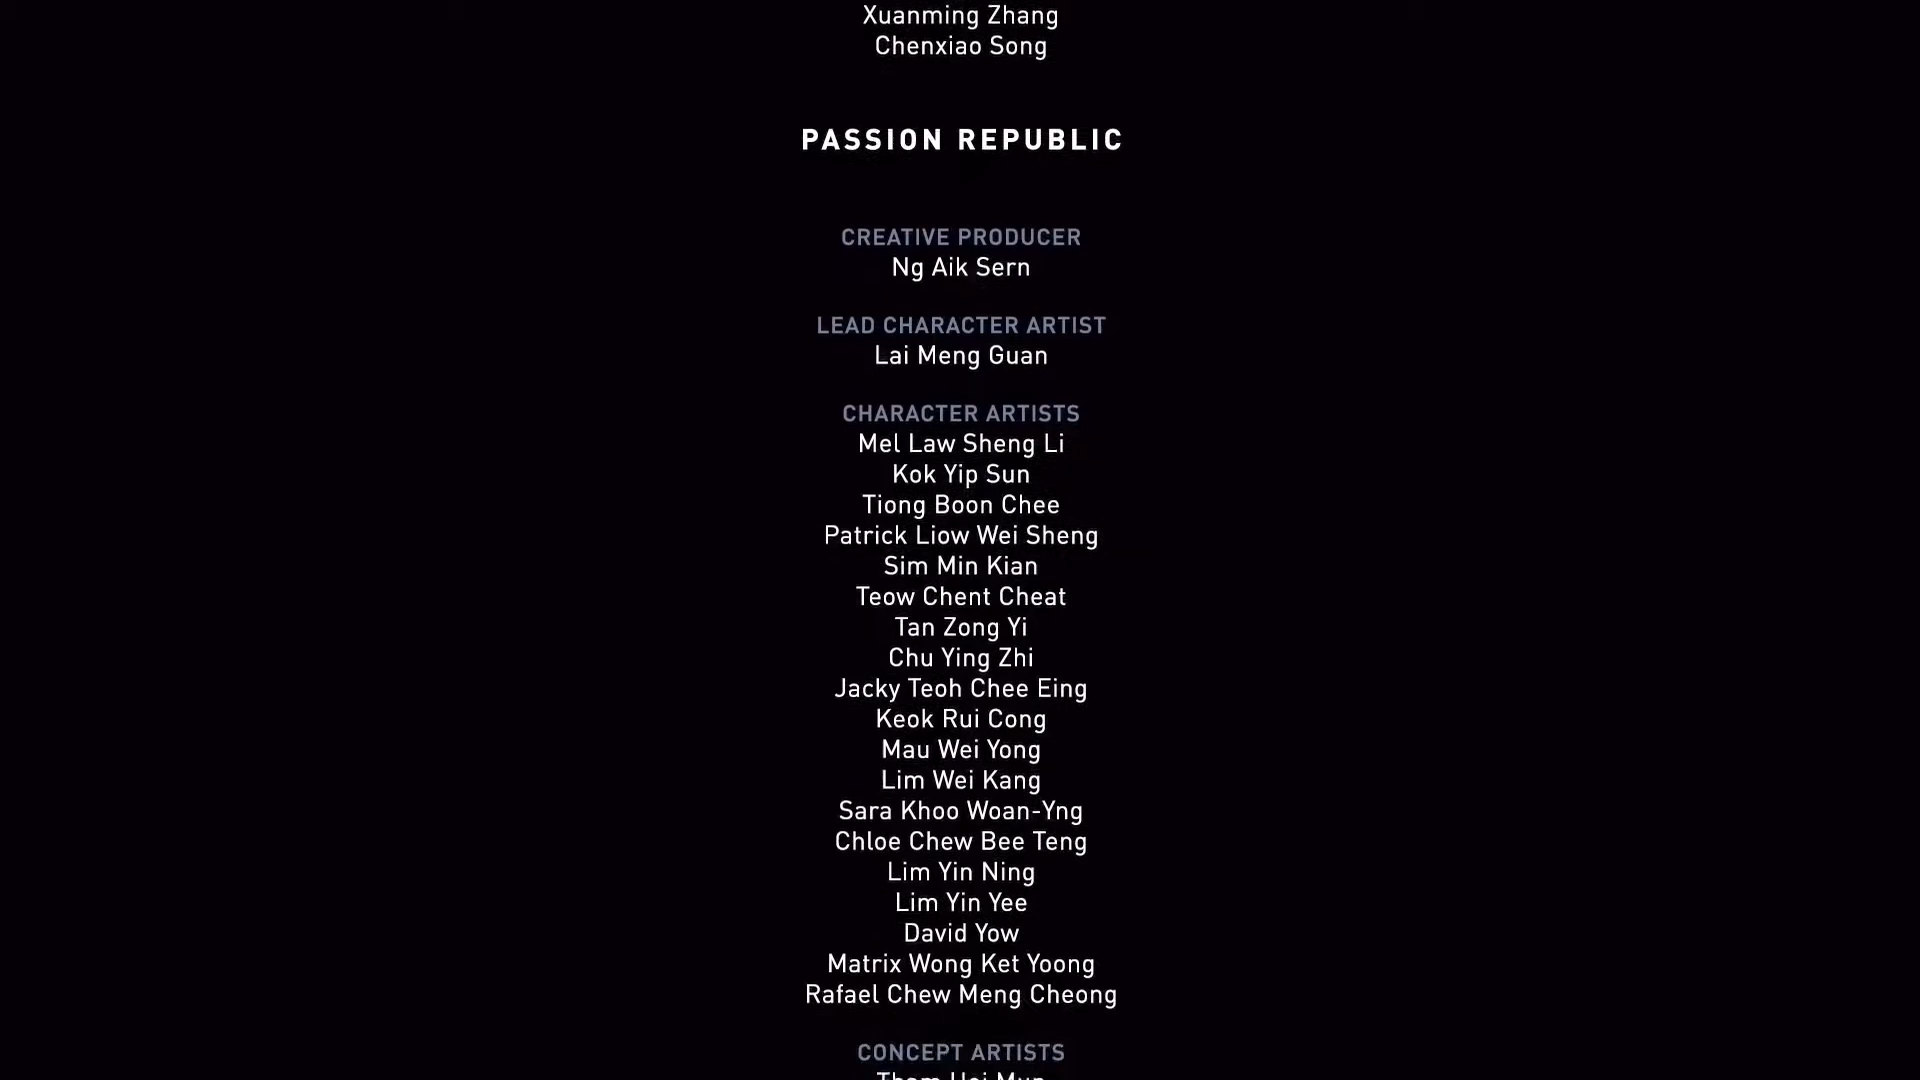 Xuanming Zhang
Chenxiao Song
PASSION REPUBLIC
CREATIVE PRODUCER
Ng Aik Sern
LEAD CHARACTER ARTIST
Lai Meng Guan
CHARACTER ARTISTS
Mel Law Sheng Li
Kok Yip Sun
Tiong Boon Chee
Patrick Liow Wei Sheng
Sim Min Kian
Teow Chent Cheat
Tan Zong Yi
Chu Ying Zhi
Jacky Teoh Chee Eing
Keok Rui Cong
Mau Wei Yong
Lim Wei Kang
Sara Khoo Woan-Yng
Chloe Chew Bee Teng
Lim Yin Ning
Lim Yin Yee
David Yow
Matrix Wong Ket Yoong
Rafael Chew Meng Cheong
CONCEPT ARTISTS